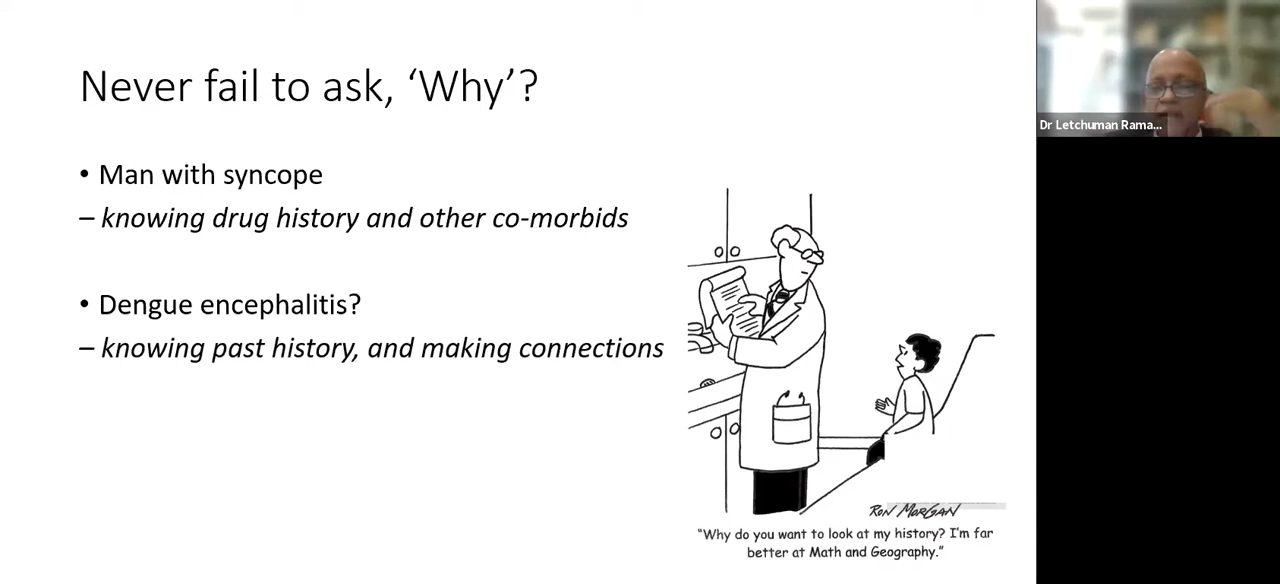 Never fail to ask, ‘Why’?
• Man with syncope
– knowing drug history and other co-morbids
• Dengue encephalitis?
– knowing past history, and making connections
RON MORGAN
“Why do you want to look at my history? I’m far
better at Math and Geography.”
Dr Letchuman Rama...